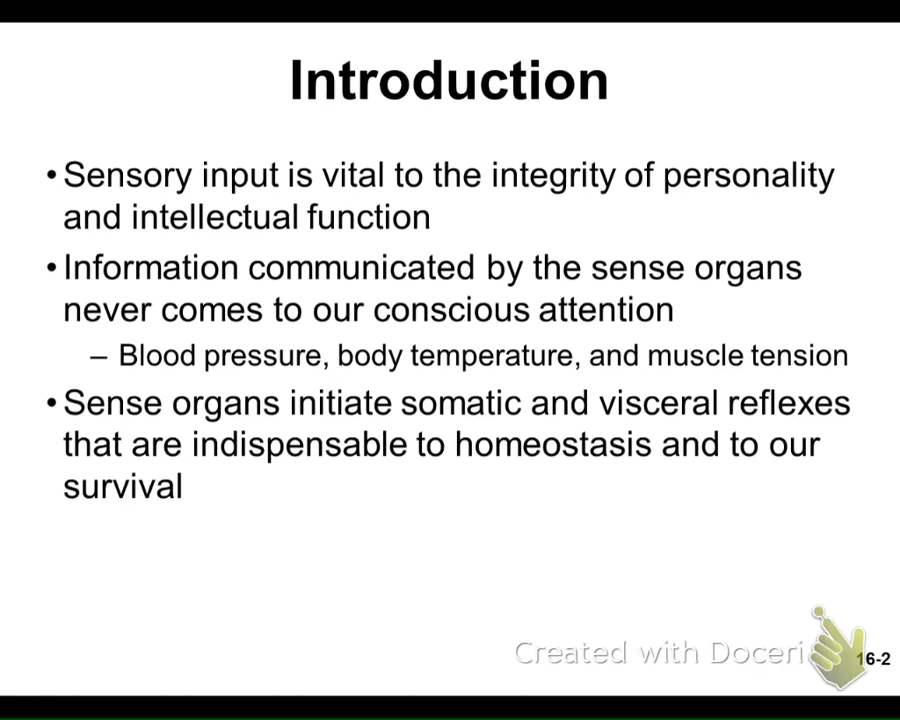 Introduction
• Sensory input is vital to the integrity of personality
and intellectual function
• Information communicated by the sense organs
never comes to our conscious attention
– Blood pressure, body temperature, and muscle tension
• Sense organs initiate somatic and visceral reflexes
that are indispensable to homeostasis and to our
survival
Created with Doceri
16-2